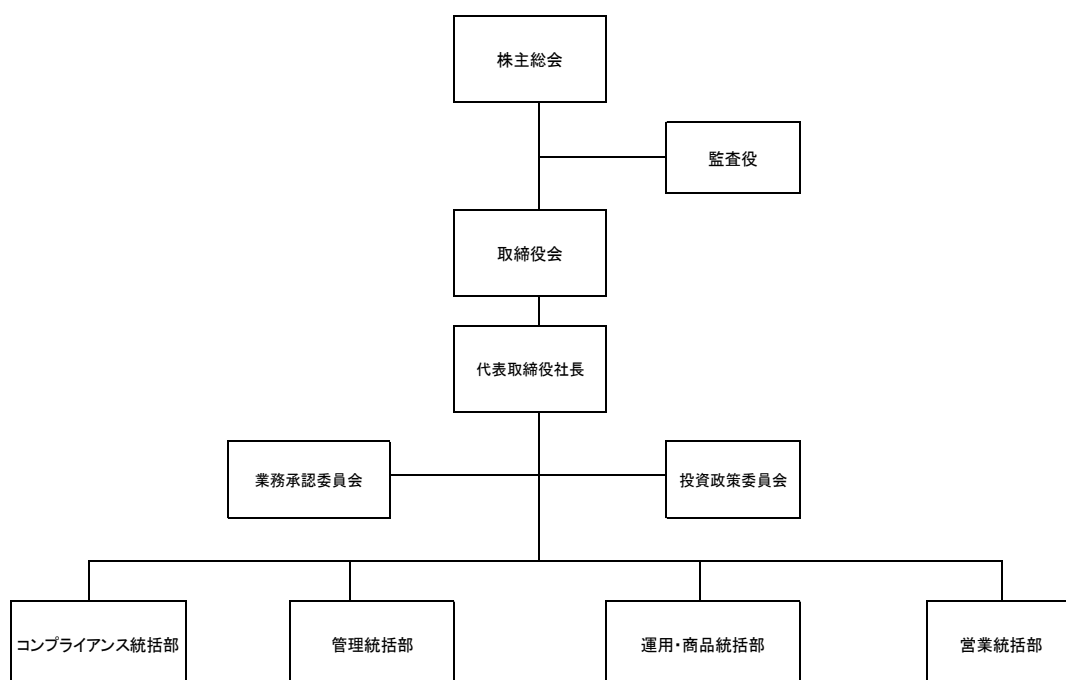 株主総会
監査役
取締役会
代表取締役社長
業務承認委員会
投資政策委員会
コンプライアンス統括部
管理統括部
運用・商品統括部
営業統括部